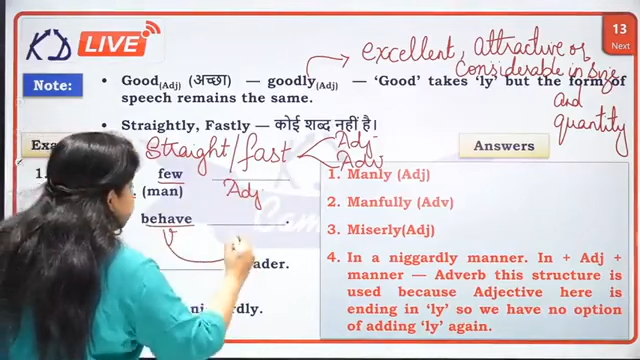 KD LIVE
13
Next
excellent, attractive or
considerable in size
and
quantity
Note:
• Good(Adj) (अच्छा) — goodly(Adj) — ‘Good’ takes ‘ly’ but the form of
speech remains the same.
• Straightly, Fastly — कोई शब्द नहीं है।
Straight/fast
Adj
Adv
Answers
1.
few
(man)
Adj
behave
V
1. Manly (Adj)
2. Manfully (Adv)
3. Miserly(Adj)
4. In a niggardly manner. In + Adj +
manner — Adverb this structure is
used because Adjective here is
ending in ‘ly’ so we have no option
of adding ‘ly’ again.